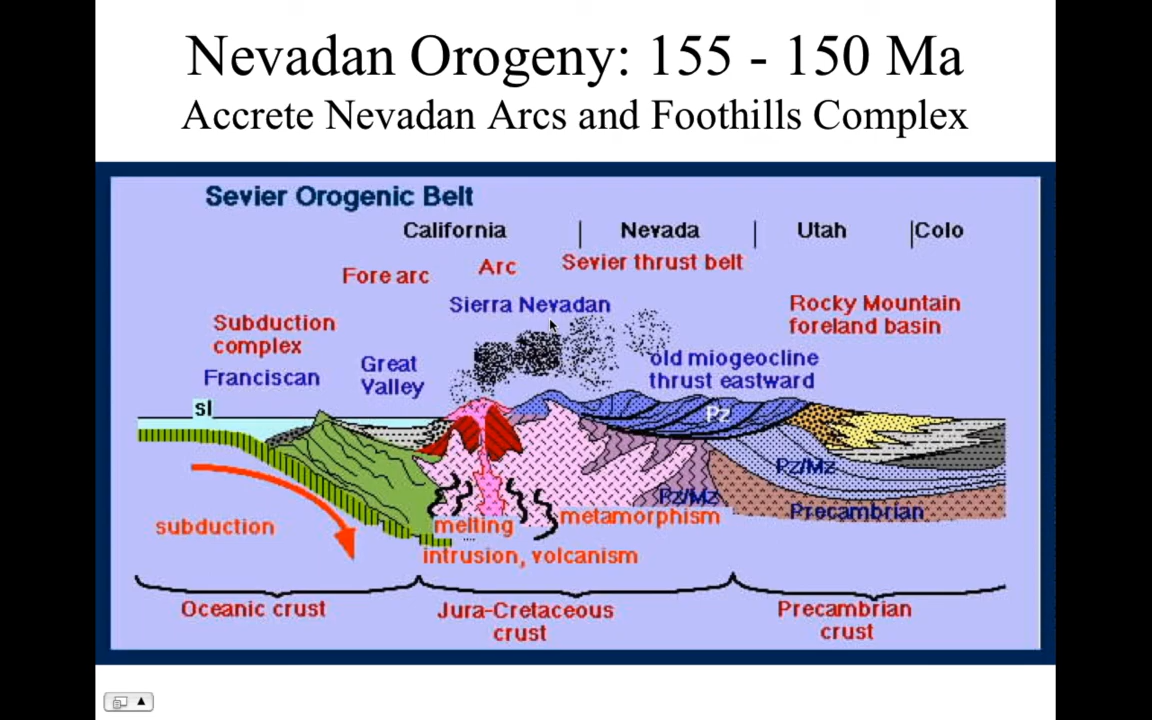 Nevadan Orogeny: 155 - 150 Ma
Accrete Nevadan Arcs and Foothills Complex
Sevier Orogenic Belt
California | Nevada | Utah |Colo
Fore arc
Arc
Sevier thrust belt
Sierra Nevadan
Rocky Mountain
foreland basin
Subduction
complex
Franciscan
Great
Valley
old miogeocline
thrust eastward
sl
Pz
Pz/Mz
Pz/Mz
Precambrian
subduction
melting
metamorphism
intrusion, volcanism
Oceanic crust
Jura-Cretaceous
crust
Precambrian
crust